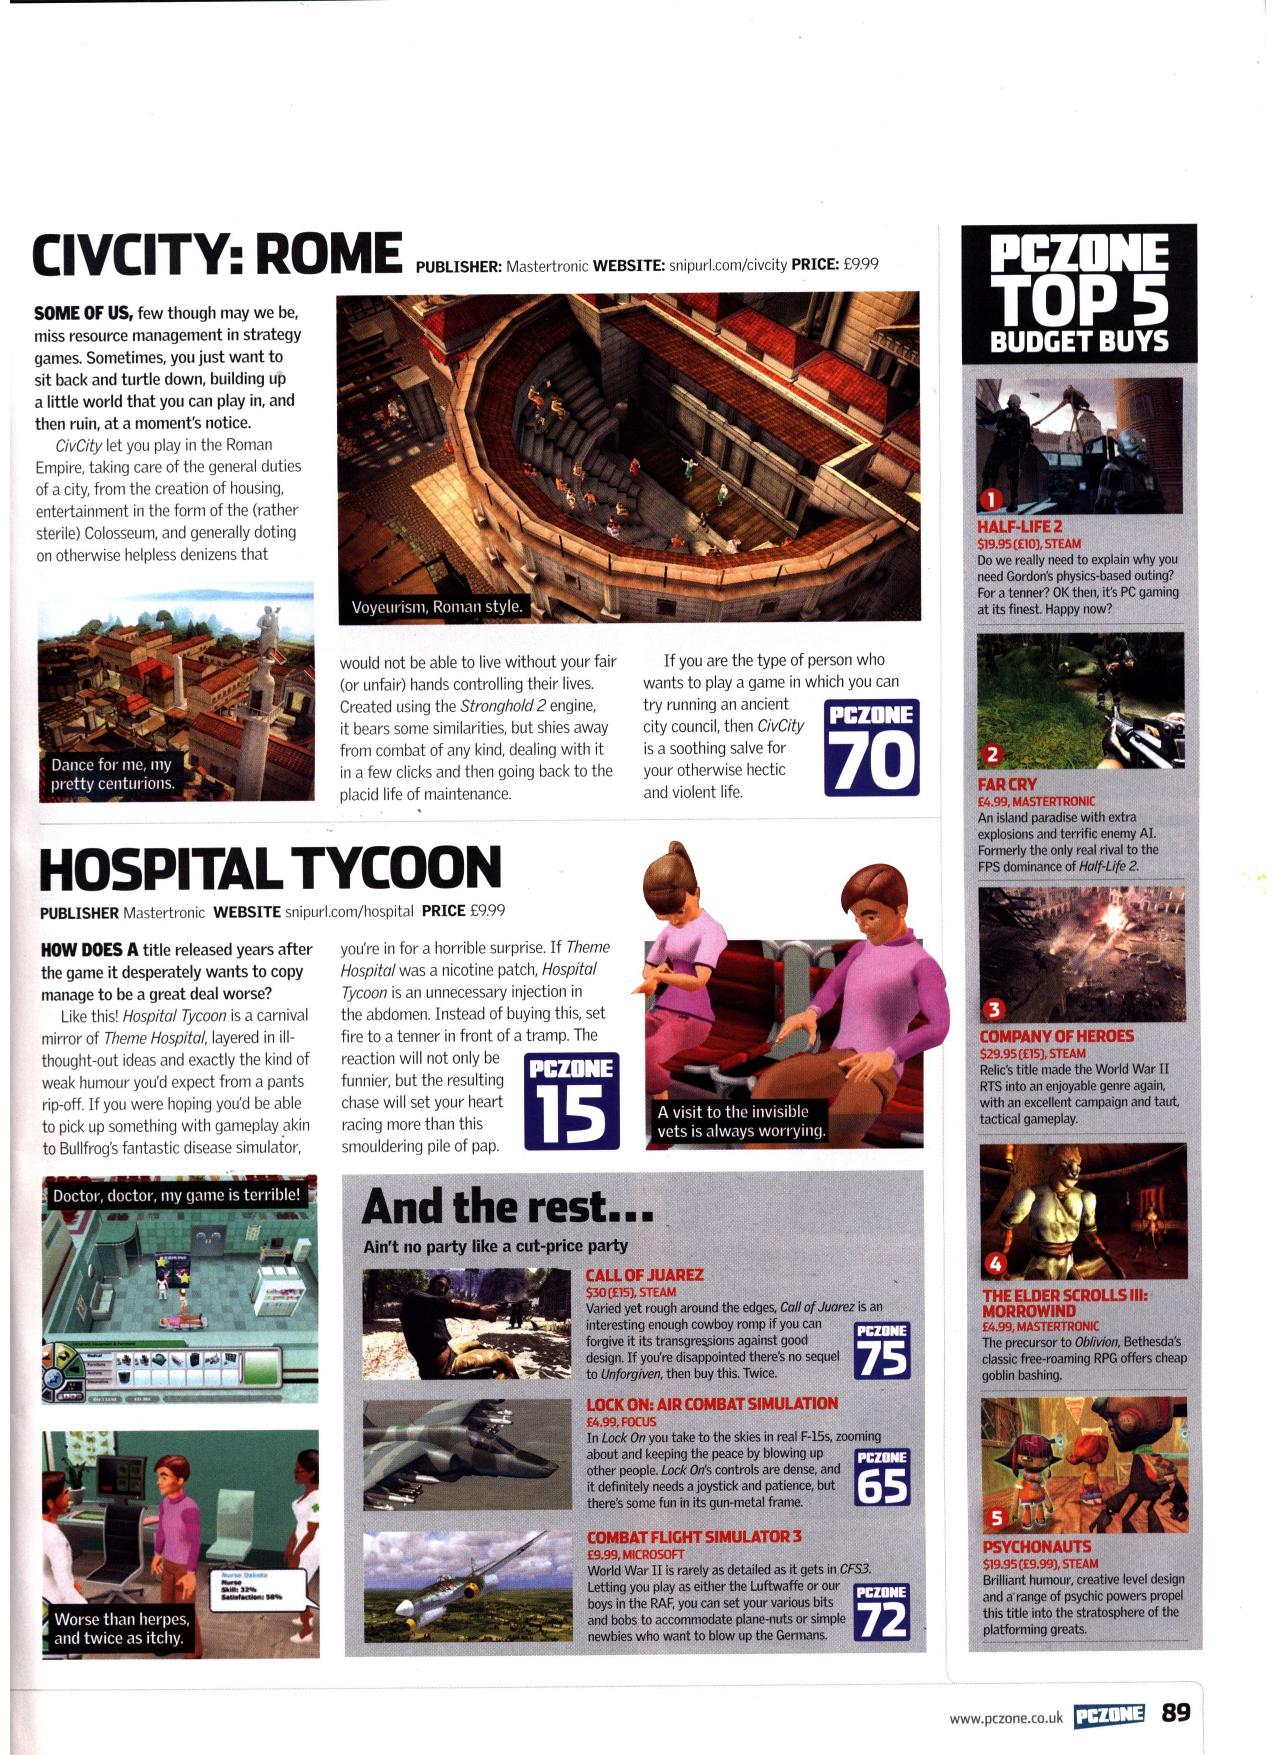 CIVCITY: ROME PUBLISHER: Mastertronic WEBSITE: snipurl.com/civcity PRICE: £9.99
SOME OF US, few though may we be,
miss resource management in strategy
games. Sometimes, you just want to
sit back and turtle down, building up
a little world that you can play in, and
then ruin, at a moment's notice.
CivCity let you play in the Roman
Empire, taking care of the general duties
of a city, from the creation of housing,
entertainment in the form of the (rather
sterile) Colosseum, and generally doting
on otherwise helpless denizens that
Dance for me, my
pretty centurions.
Voyeurism, Roman style.
would not be able to live without your fair
(or unfair) hands controlling their lives.
Created using the Stronghold 2 engine,
it bears some similarities, but shies away
from combat of any kind, dealing with it
in a few clicks and then going back to the
placid life of maintenance.
If you are the type of person who
wants to play a game in which you can
try running an ancient
city council, then CivCity
is a soothing salve for
your otherwise hectic
and violent life.
PCZONE
70
HOSPITAL TYCOON
PUBLISHER Mastertronic WEBSITE snipurl.com/hospital PRICE £9.99
HOW DOES A title released years after
the game it desperately wants to copy
manage to be a great deal worse?
Like this! Hospital Tycoon is a carnival
mirror of Theme Hospital, layered in ill-
thought-out ideas and exactly the kind of
weak humour you'd expect from a pants
rip-off. If you were hoping you'd be able
to pick up something with gameplay akin
to Bullfrog's fantastic disease simulator,
you're in for a horrible surprise. If Theme
Hospital was a nicotine patch, Hospital
Tycoon is an unnecessary injection in
the abdomen. Instead of buying this, set
fire to a tenner in front of a tramp. The
reaction will not only be
funnier, but the resulting
chase will set your heart
racing more than this
smouldering pile of pap.
PCZONE
15
A visit to the invisible
vets is always worrying.
Doctor, doctor, my game is terrible!
Nurse
Skill: 32%
Satisfaction: 58%
Worse than herpes,
and twice as itchy.
And the rest...
Ain't no party like a cut-price party
CALL OF JUAREZ
$30 (£15), STEAM
Varied yet rough around the edges, Call of Juarez is an
interesting enough cowboy romp if you can
forgive it its transgressions against good
design. If you're disappointed there's no sequel
to Unforgiven, then buy this. Twice.
PCZONE
75
LOCK ON: AIR COMBAT SIMULATION
£4.99, FOCUS
In Lock On you take to the skies in real F-15s, zooming
about and keeping the peace by blowing up
other people. Lock On's controls are dense, and
it definitely needs a joystick and patience, but
there's some fun in its gun-metal frame.
PCZONE
65
COMBAT FLIGHT SIMULATOR 3
£9.99, MICROSOFT
World War II is rarely as detailed as it gets in CFS3.
Letting you play as either the Luftwaffe or our
boys in the RAF, you can set your various bits
and bobs to accommodate plane-nuts or simple
newbies who want to blow up the Germans.
PCZONE
72
PCZONE
TOP 5
BUDGET BUYS
1
HALF-LIFE 2
$19.95 (£10), STEAM
Do we really need to explain why you
need Gordon's physics-based outing?
For a tenner? OK then, it's PC gaming
at its finest. Happy now?
2
FAR CRY
£4.99, MASTERTRONIC
An island paradise with extra
explosions and terrific enemy AI.
Formerly the only real rival to the
FPS dominance of Half-Life 2.
3
COMPANY OF HEROES
$29.95 (£15), STEAM
Relic's title made the World War II
RTS into an enjoyable genre again,
with an excellent campaign and taut,
tactical gameplay.
4
THE ELDER SCROLLS III:
MORROWIND
£4.99, MASTERTRONIC
The precursor to Oblivion, Bethesda's
classic free-roaming RPG offers cheap
goblin bashing.
5
PSYCHONAUTS
$19.95 (£9.99), STEAM
Brilliant humour, creative level design
and a range of psychic powers propel
this title into the stratosphere of the
platforming greats.
www.pczone.co.uk PCZONE 89